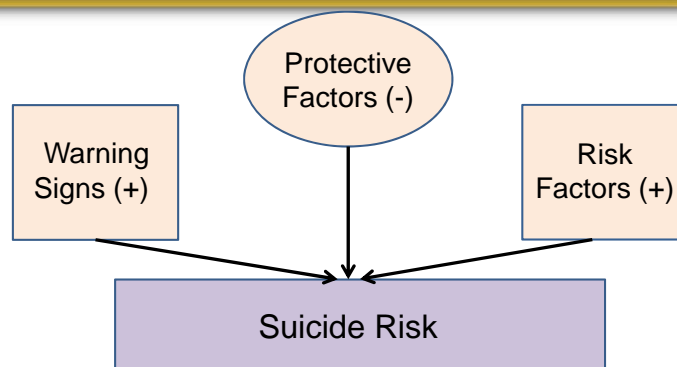 Protective
Factors (-)
Warning
Signs (+)
Risk
Factors (+)
Suicide Risk